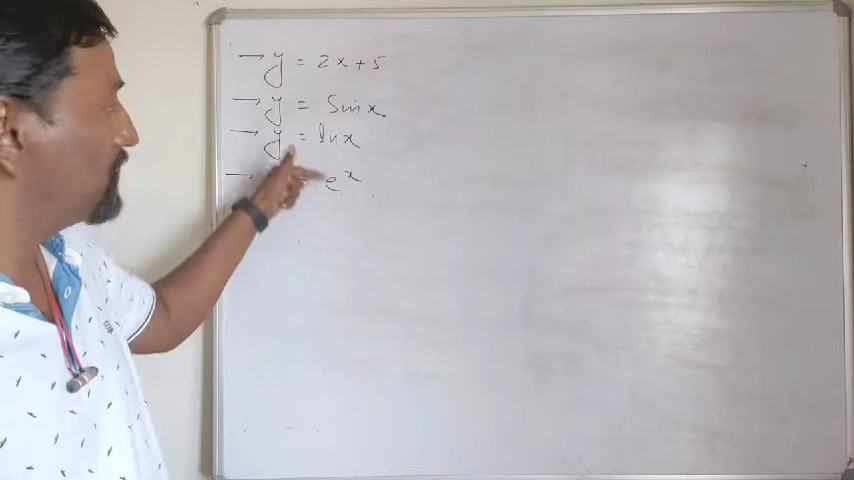 → y = 2x + 5
→ y = Sin x
→ y = ln x
→ = e^x